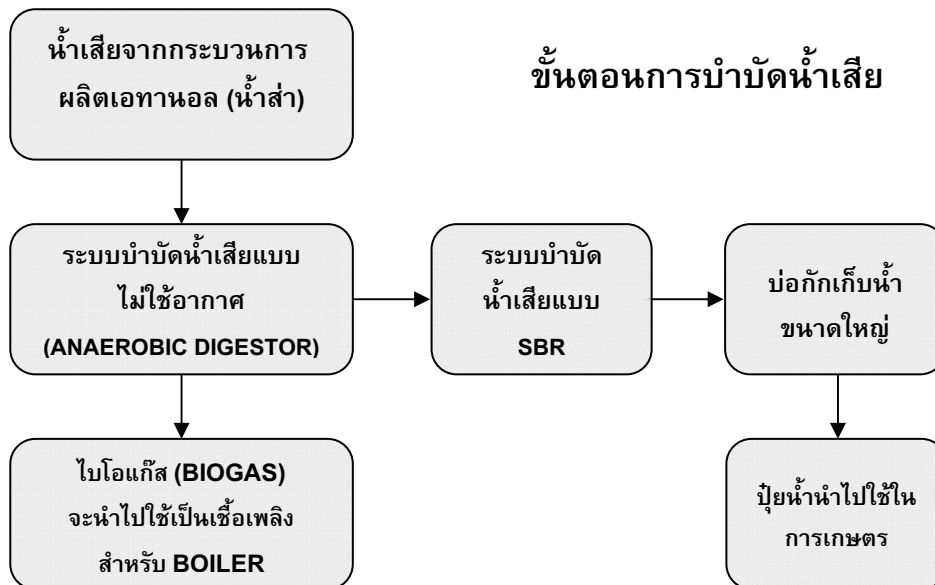 น้ำเสียจากกระบวนการ
ผลิตเอทานอล (น้ำส่า)
ขั้นตอนการบำบัดน้ำเสีย
ระบบบำบัดน้ำเสียแบบ
ไม่ใช้อากาศ
(ANAEROBIC DIGESTOR)
ระบบบำบัด
น้ำเสียแบบ
SBR
บ่อกักเก็บน้ำ
ขนาดใหญ่
ไบโอแก๊ส (BIOGAS)
จะนำไปใช้เป็นเชื้อเพลิง
สำหรับ BOILER
ปุ๋ยน้ำนำไปใช้ใน
การเกษตร